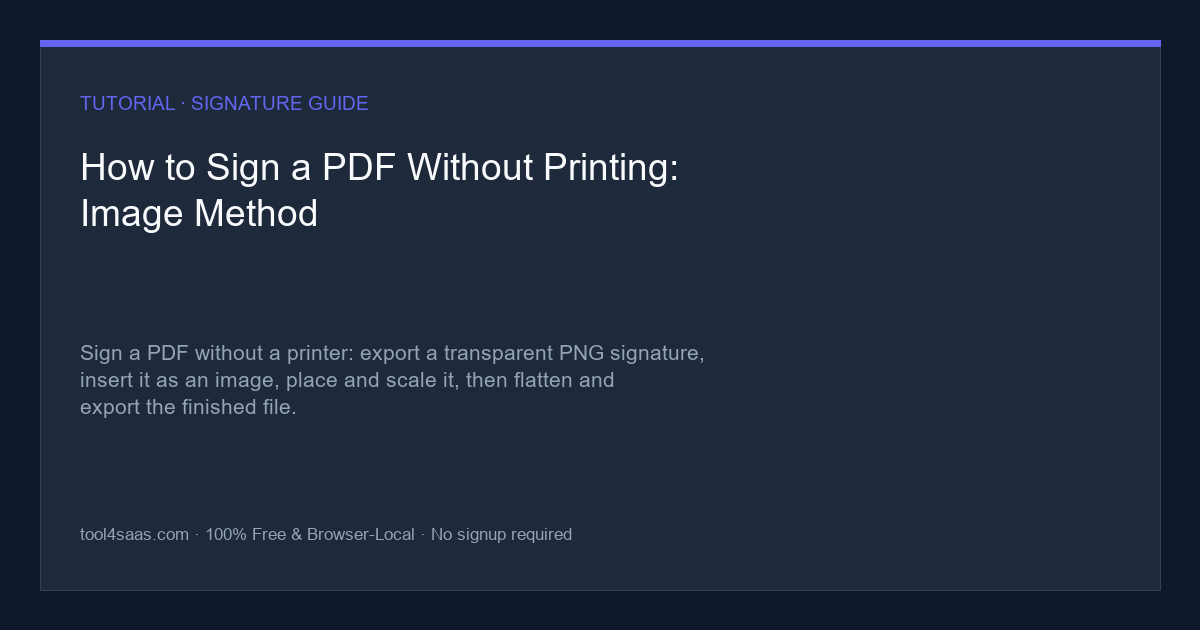 TUTORIAL · SIGNATURE GUIDE
How to Sign a PDF Without Printing:
Image Method
Sign a PDF without a printer: export a transparent PNG signature,
insert it as an image, place and scale it, then flatten and
export the finished file.
tool4saas.com · 100% Free & Browser-Local · No signup required